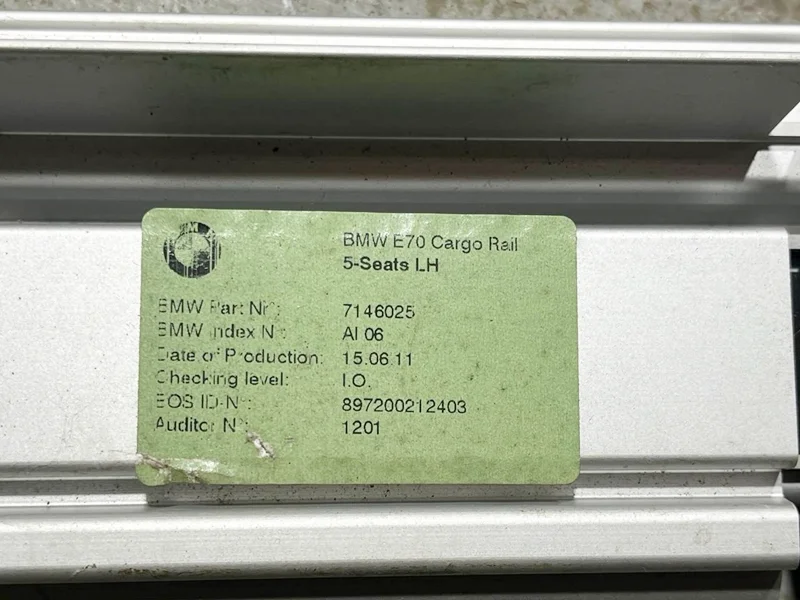 BMW E70 Cargo Rail
5-Seats LH
BMW Part Nr.: 7146025
BMW Index Nr.: AI 06
Date of Production: 15.06.11
Checking level: I.O.
EOS ID-Nr.: 897200212403
Auditor Nr.: 1201